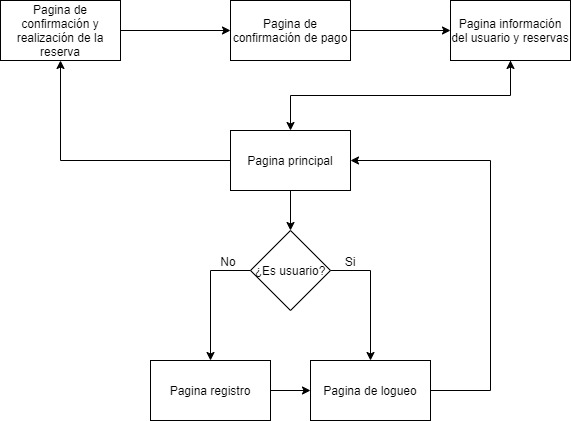 Pagina de
confirmación y
realización de la
reserva
Pagina de
confirmación de pago
Pagina información
del usuario y reservas
Pagina principal
¿Es usuario?
No
Si
Pagina registro
Pagina de logueo